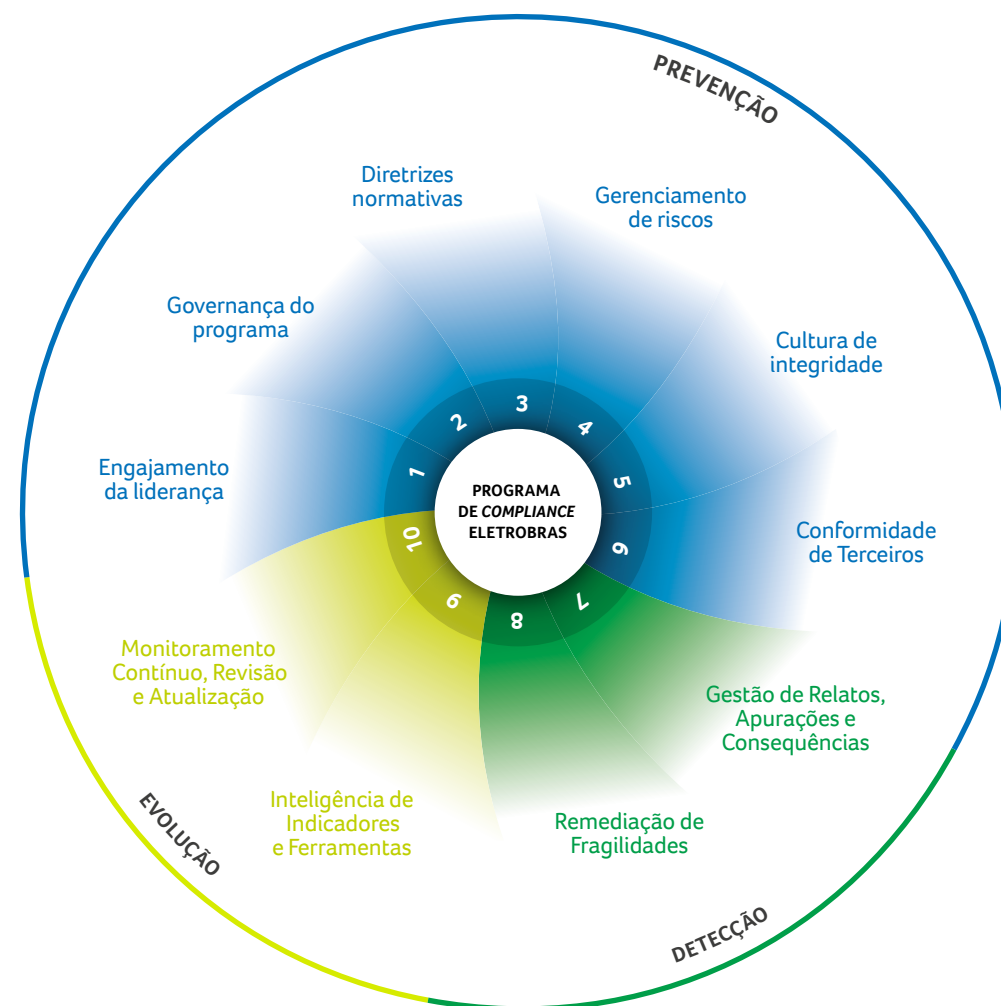 PREVENÇÃO
Diretrizes
normativas
Gerenciamento
de riscos
Governança do
programa
Cultura de
integridade
Engajamento
da liderança
Conformidade
de Terceiros
1
2
3
4
5
6
7
8
9
10
PROGRAMA
DE COMPLIANCE
ELETROBRAS
Monitoramento
Contínuo, Revisão
e Atualização
Gestão de Relatos,
Apurações e
Consequências
Inteligência de
Indicadores
e Ferramentas
Remediação de
Fragilidades
EVOLUÇÃO
DETECÇÃO